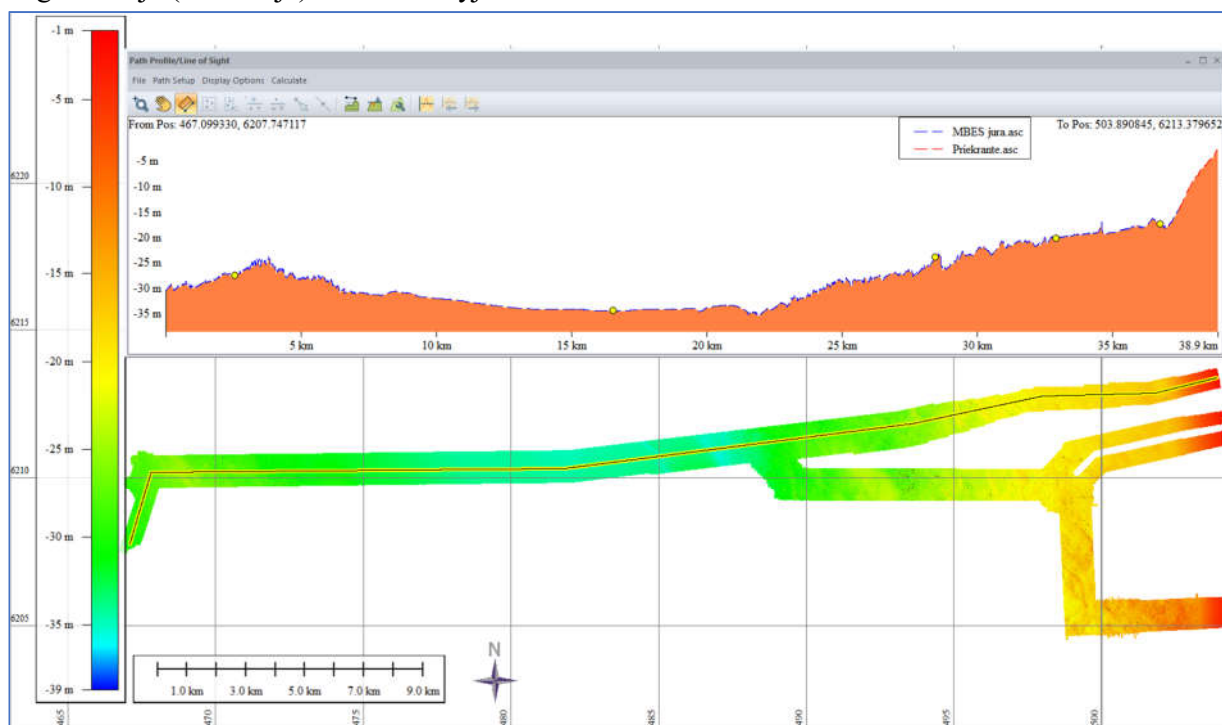 -1 m
-5 m
-10 m
-15 m
-20 m
-25 m
-30 m
-35 m
-39 m
Path Profile/Line of Sight
File Path Setup Display Options Calculate
From Pos: 467.099330, 6207.747117
To Pos: 503.890845, 6213.379652
MBES jura.asc
Priekrante.asc
-5 m
-10 m
-15 m
-20 m
-25 m
-30 m
-35 m
5 km
10 km
15 km
20 km
25 km
30 km
35 km
38.9 km
6220
6215
6210
6205
N
1.0 km
3.0 km
5.0 km
7.0 km
9.0 km
465
470
475
480
485
490
495
500